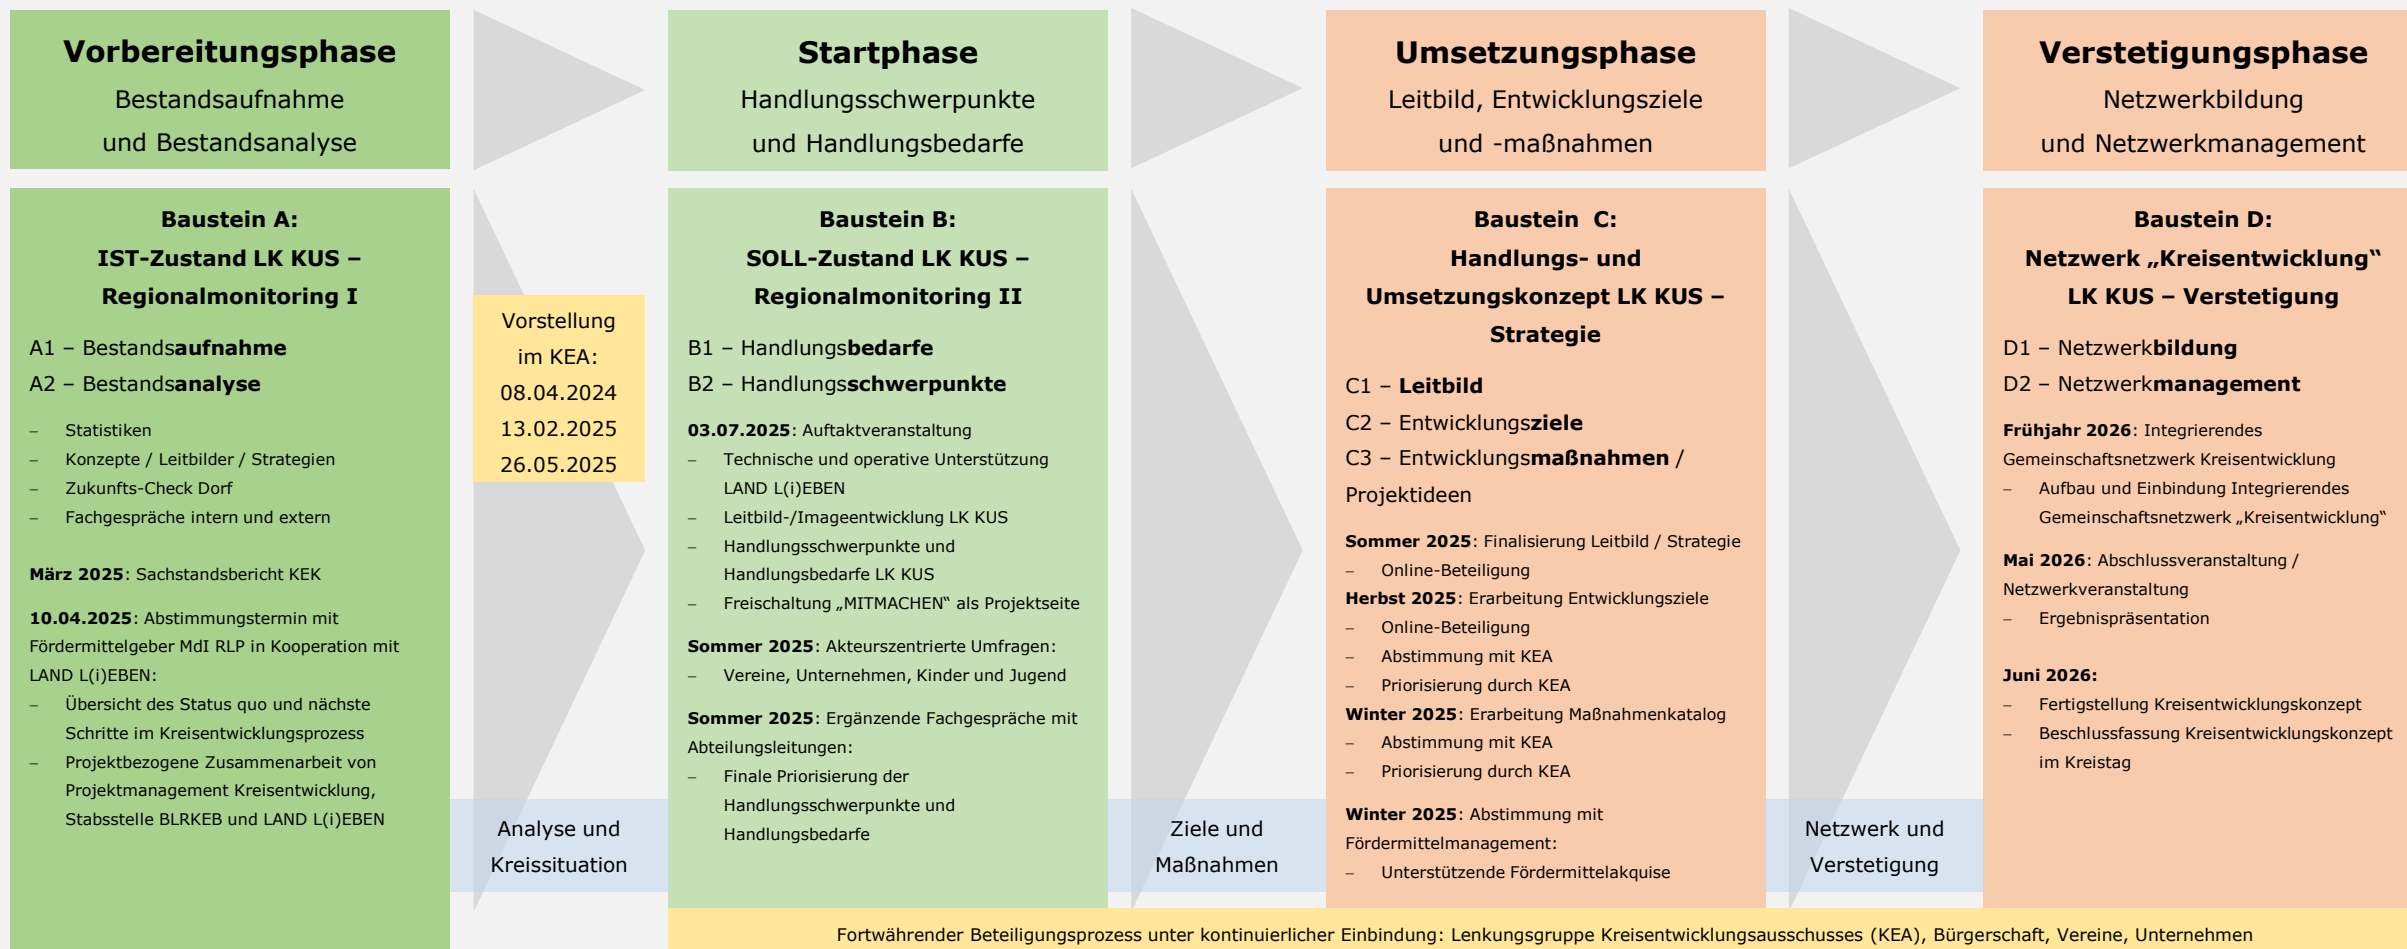 Vorbereitungsphase
Bestandsaufnahme
und Bestandsanalyse
Startphase
Handlungsschwerpunkte
und Handlungsbedarfe
Umsetzungsphase
Leitbild, Entwicklungsziele
und -maßnahmen
Verstetigungsphase
Netzwerkbildung
und Netzwerkmanagement
Baustein A:
IST-Zustand LK KUS –
Regionalmonitoring I
A1 – Bestandsaufnahme
A2 – Bestandsanalyse
– Statistiken
– Konzepte / Leitbilder / Strategien
– Zukunfts-Check Dorf
– Fachgespräche intern und extern
März 2025: Sachstandsbericht KEK
10.04.2025: Abstimmungstermin mit
Fördermittelgeber MdI RLP in Kooperation mit
LAND L(i)EBEN:
– Übersicht des Status quo und nächste
Schritte im Kreisentwicklungsprozess
– Projektbezogene Zusammenarbeit von
Projektmanagement Kreisentwicklung,
Stabsstelle BLRKEB und LAND L(i)EBEN
Vorstellung
im KEA:
08.04.2024
13.02.2025
26.05.2025
Analyse und
Kreissituation
Baustein B:
SOLL-Zustand LK KUS –
Regionalmonitoring II
B1 – Handlungsbedarfe
B2 – Handlungsschwerpunkte
03.07.2025: Auftaktveranstaltung
– Technische und operative Unterstützung
LAND L(i)EBEN
– Leitbild-/Imageentwicklung LK KUS
– Handlungsschwerpunkte und
Handlungsbedarfe LK KUS
– Freischaltung „MITMACHEN“ als Projektseite
Sommer 2025: Akteurszentrierte Umfragen:
– Vereine, Unternehmen, Kinder und Jugend
Sommer 2025: Ergänzende Fachgespräche mit
Abteilungsleitungen:
– Finale Priorisierung der
Handlungsschwerpunkte und
Handlungsbedarfe
Ziele und
Maßnahmen
Baustein C:
Handlungs- und
Umsetzungskonzept LK KUS –
Strategie
C1 – Leitbild
C2 – Entwicklungsziele
C3 – Entwicklungsmaßnahmen /
Projektideen
Sommer 2025: Finalisierung Leitbild / Strategie
– Online-Beteiligung
Herbst 2025: Erarbeitung Entwicklungsziele
– Online-Beteiligung
– Abstimmung mit KEA
– Priorisierung durch KEA
Winter 2025: Erarbeitung Maßnahmenkatalog
– Abstimmung mit KEA
– Priorisierung durch KEA
Winter 2025: Abstimmung mit
Fördermittelmanagement:
– Unterstützende Fördermittelakquise
Netzwerk und
Verstetigung
Baustein D:
Netzwerk „Kreisentwicklung“
LK KUS – Verstetigung
D1 – Netzwerkbildung
D2 – Netzwerkmanagement
Frühjahr 2026: Integrierendes
Gemeinschaftsnetzwerk Kreisentwicklung
– Aufbau und Einbindung Integrierendes
Gemeinschaftsnetzwerk „Kreisentwicklung“
Mai 2026: Abschlussveranstaltung /
Netzwerkveranstaltung
– Ergebnispräsentation
Juni 2026:
– Fertigstellung Kreisentwicklungskonzept
– Beschlussfassung Kreisentwicklungskonzept
im Kreistag
Fortwährender Beteiligungsprozess unter kontinuierlicher Einbindung: Lenkungsgruppe Kreisentwicklungsausschusses (KEA), Bürgerschaft, Vereine, Unternehmen